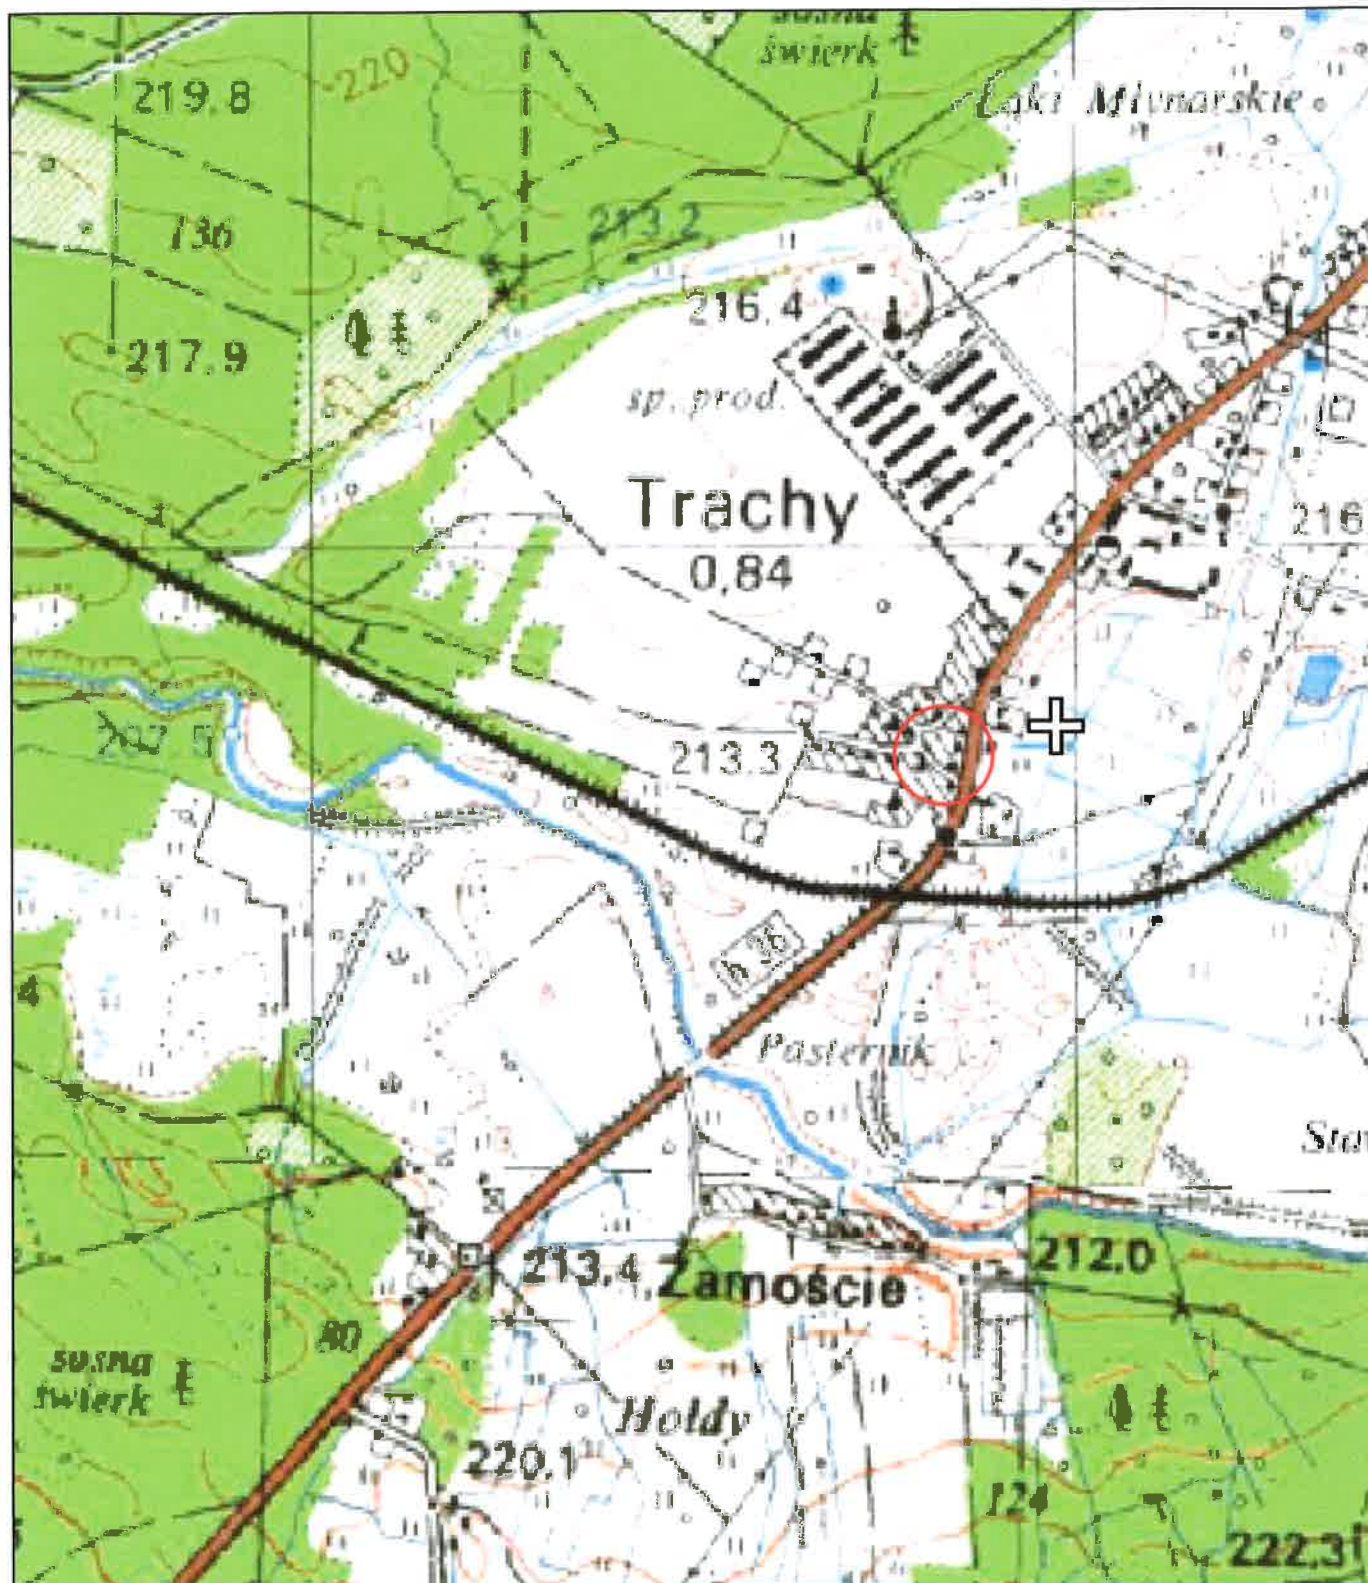 sosna
świerk
Łąki Młynarskie
220
219.8
136
213.2
216.4
217.9
sp. prod.
Trachy
0,84
216
213.3
4
Pasternik
212.0
213.4
Zamoście
80
sosna
świerk
Hołdy
220.1
124
222.3